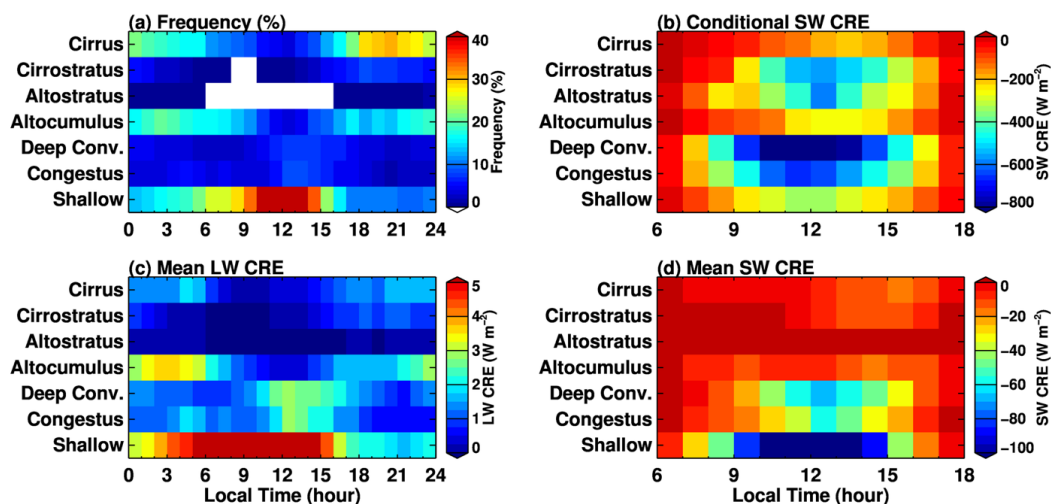 (a) Frequency (%)
Cirrus
Cirrostratus
Altostratus
Altocumulus
Deep Conv.
Congestus
Shallow
0 3 6 9 12 15 18 21 24
40
30
20
10
0
Frequency (%)
(b) Conditional SW CRE
Cirrus
Cirrostratus
Altostratus
Altocumulus
Deep Conv.
Congestus
Shallow
6 9 12 15 18
0
−200
−400
−600
−800
SW CRE (W m⁻²)
(c) Mean LW CRE
Cirrus
Cirrostratus
Altostratus
Altocumulus
Deep Conv.
Congestus
Shallow
0 3 6 9 12 15 18 21 24
Local Time (hour)
5
4
3
2
1
0
LW CRE (W m⁻²)
(d) Mean SW CRE
Cirrus
Cirrostratus
Altostratus
Altocumulus
Deep Conv.
Congestus
Shallow
6 9 12 15 18
Local Time (hour)
0
−20
−40
−60
−80
−100
SW CRE (W m⁻²)